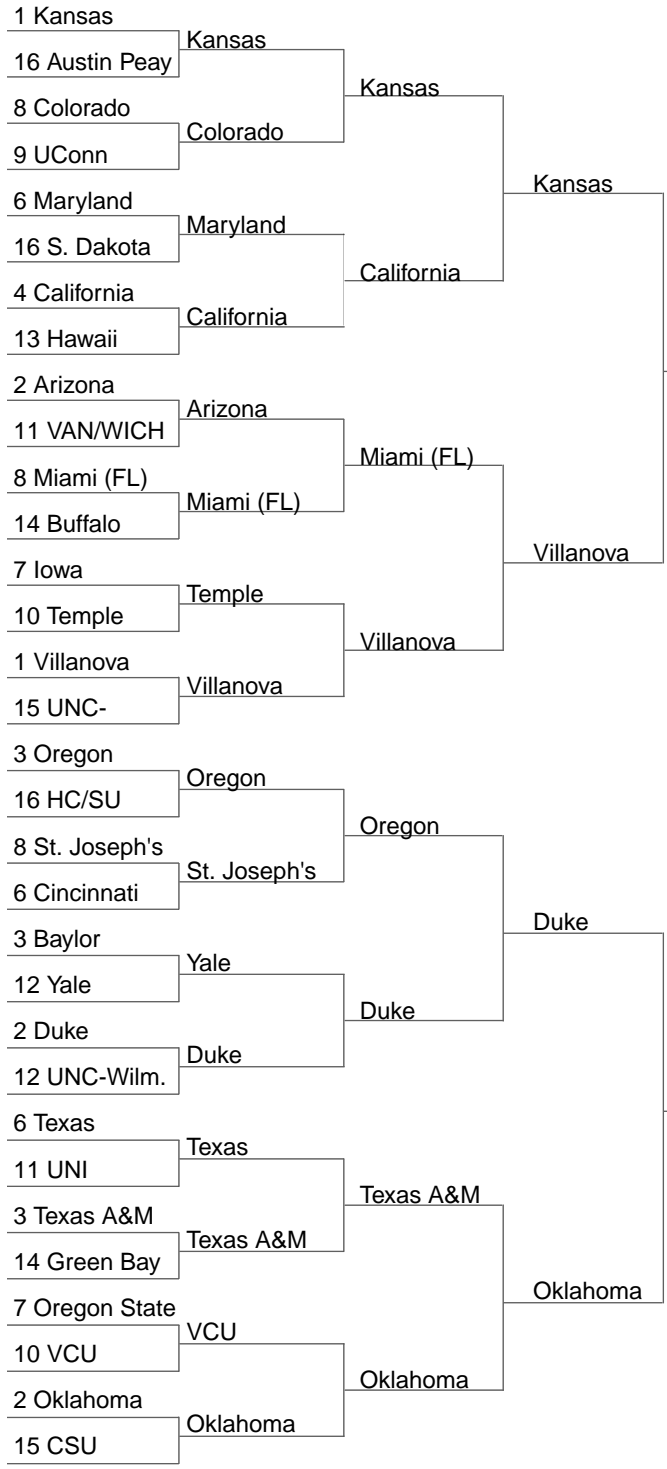 1 Kansas
16 Austin Peay
8 Colorado
9 UConn
6 Maryland
16 S. Dakota
4 California
13 Hawaii
2 Arizona
11 VAN/WICH
8 Miami (FL)
14 Buffalo
7 Iowa
10 Temple
1 Villanova
15 UNC-
3 Oregon
16 HC/SU
8 St. Joseph's
6 Cincinnati
3 Baylor
12 Yale
2 Duke
12 UNC-Wilm.
6 Texas
11 UNI
3 Texas A&M
14 Green Bay
7 Oregon State
10 VCU
2 Oklahoma
15 CSU
Kansas
Colorado
Maryland
California
Arizona
Miami (FL)
Temple
Villanova
Oregon
St. Joseph's
Yale
Duke
Texas
Texas A&M
VCU
Oklahoma
Kansas
California
Miami (FL)
Villanova
Oregon
Duke
Texas A&M
Oklahoma
Kansas
Villanova
Duke
Oklahoma